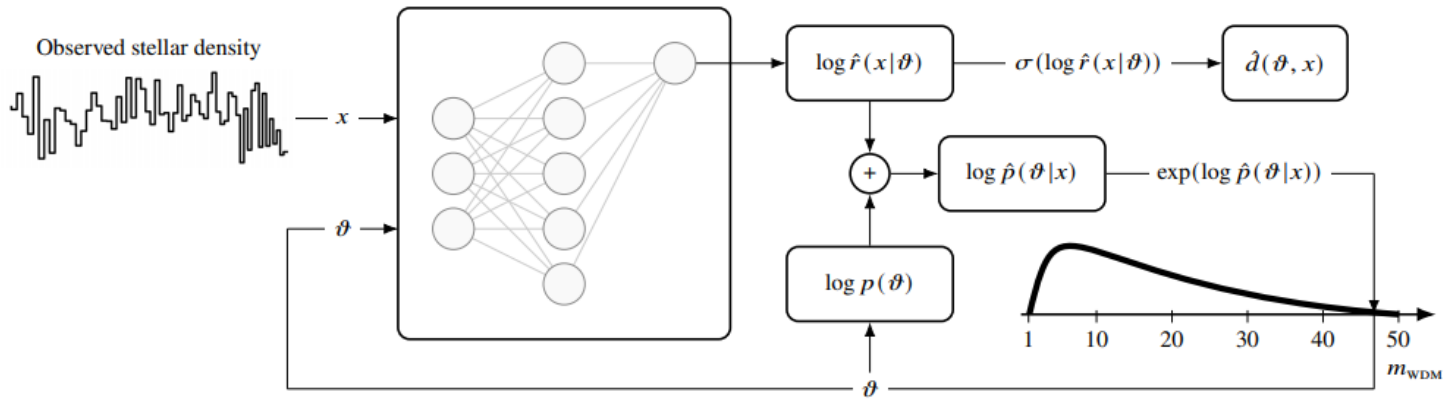 Observed stellar density
x
ϑ
log r̂(x|ϑ)
σ(log r̂(x|ϑ))
d̂(ϑ, x)
+
log p̂(ϑ|x)
exp(log p̂(ϑ|x))
log p(ϑ)
1 10 20 30 40 50
m_WDM
ϑ